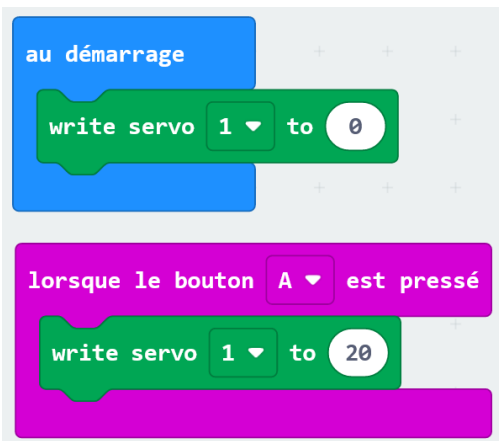 au démarrage
write servo 1 to 0
lorsque le bouton A est pressé
write servo 1 to 20